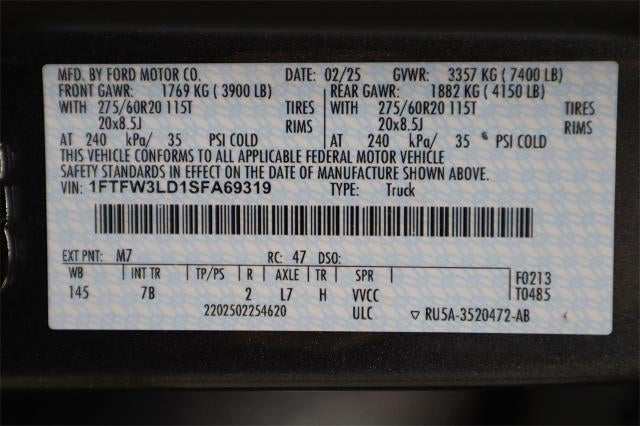 MFD. BY FORD MOTOR CO. DATE: 02/25 GVWR: 3357 KG ( 7400 LB)
FRONT GAWR: 1769 KG ( 3900 LB) REAR GAWR: 1882 KG ( 4150 LB)
WITH 275/60R20 115T TIRES WITH 275/60R20 115T TIRES
20x8.5J RIMS 20x8.5J RIMS
AT 240 kPa/ 35 PSI COLD AT 240 kPa/ 35 PSI COLD
THIS VEHICLE CONFORMS TO ALL APPLICABLE FEDERAL MOTOR VEHICLE
SAFETY STANDARDS IN EFFECT ON THE DATE OF MANUFACTURE SHOWN ABOVE.
VIN: 1FTFW3LD1SFA69319 TYPE: Truck
EXT PNT: M7 RC: 47 DSO:
WB INT TR TP/PS R AXLE TR SPR F0213
145 7B 2 L7 H VVCC T0485
2202502254620 ULC ▽ RU5A-3520472-AB